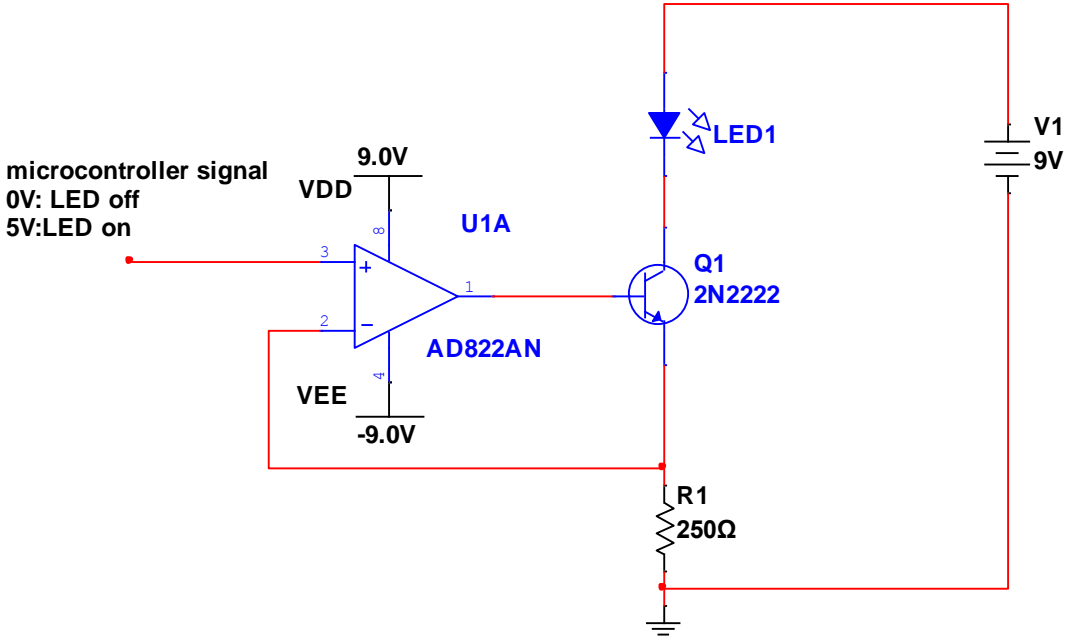 microcontroller signal
0V: LED off
5V:LED on
9.0V
VDD
U1A
8
3
+
2
−
1
4
AD822AN
VEE
-9.0V
LED1
V1
9V
Q1
2N2222
R1
250Ω